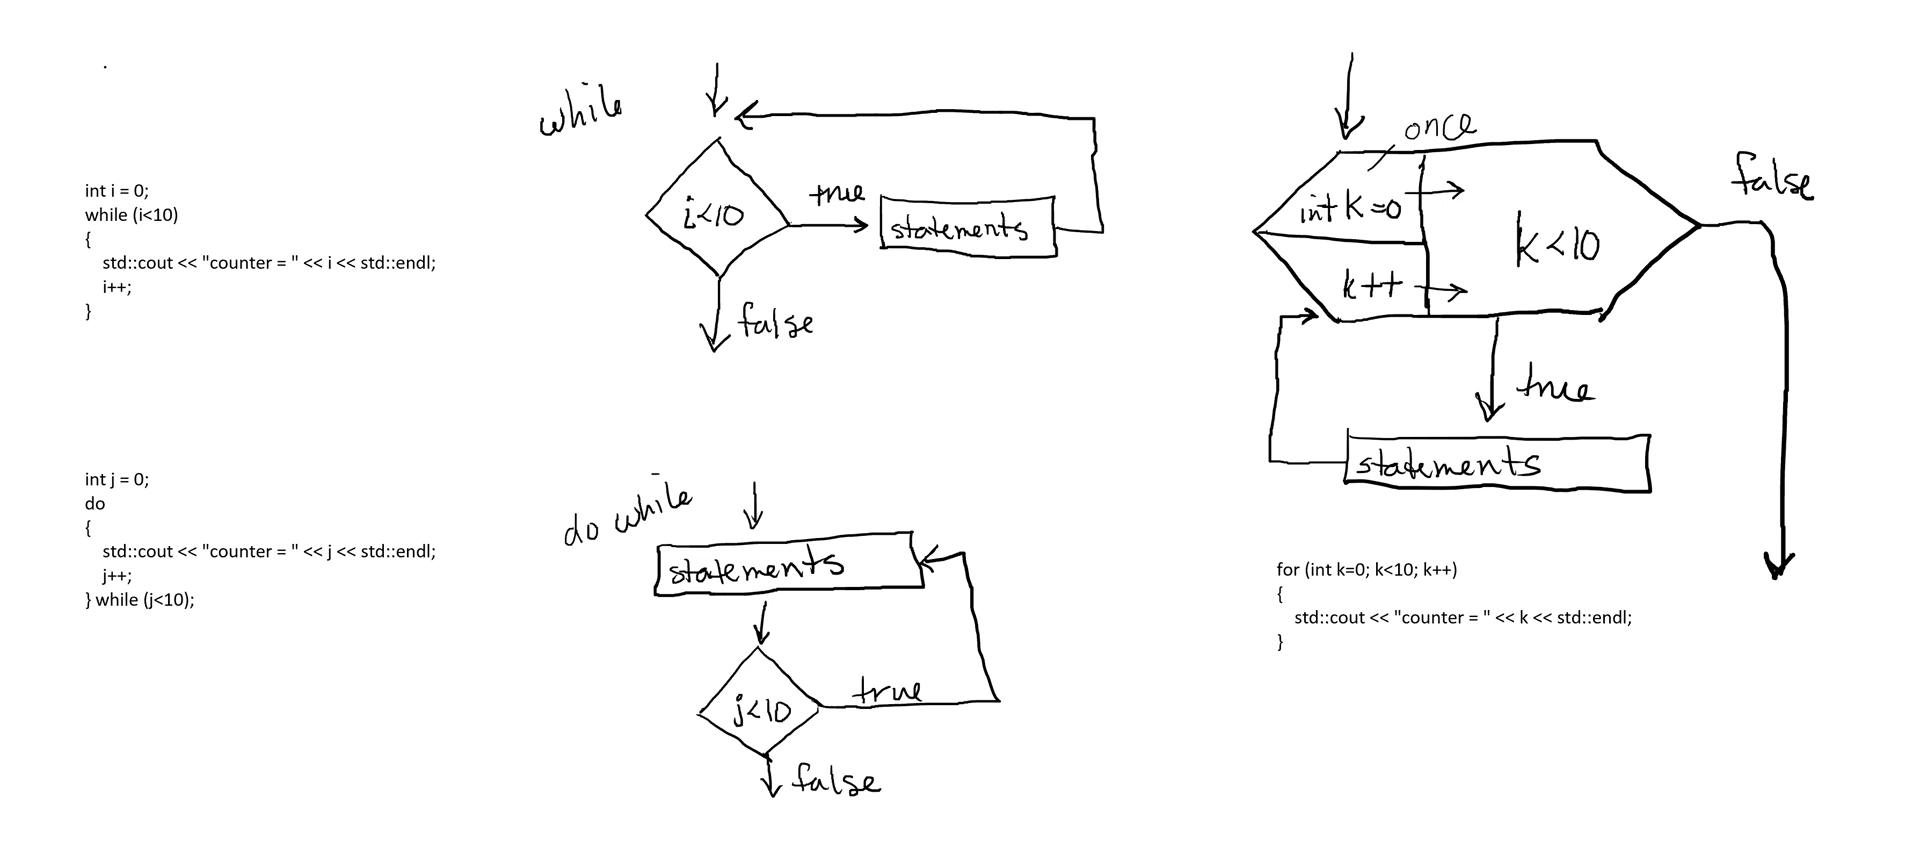 int i = 0;
while (i<10)
{
std::cout << "counter = " << i << std::endl;
i++;
}
while
i<10
true
statements
false
int j = 0;
do
{
std::cout << "counter = " << j << std::endl;
j++;
} while (j<10);
do while
statements
j<10
true
false
once
int k=0
k++
k<10
false
true
statements
for (int k=0; k<10; k++)
{
std::cout << "counter = " << k << std::endl;
}